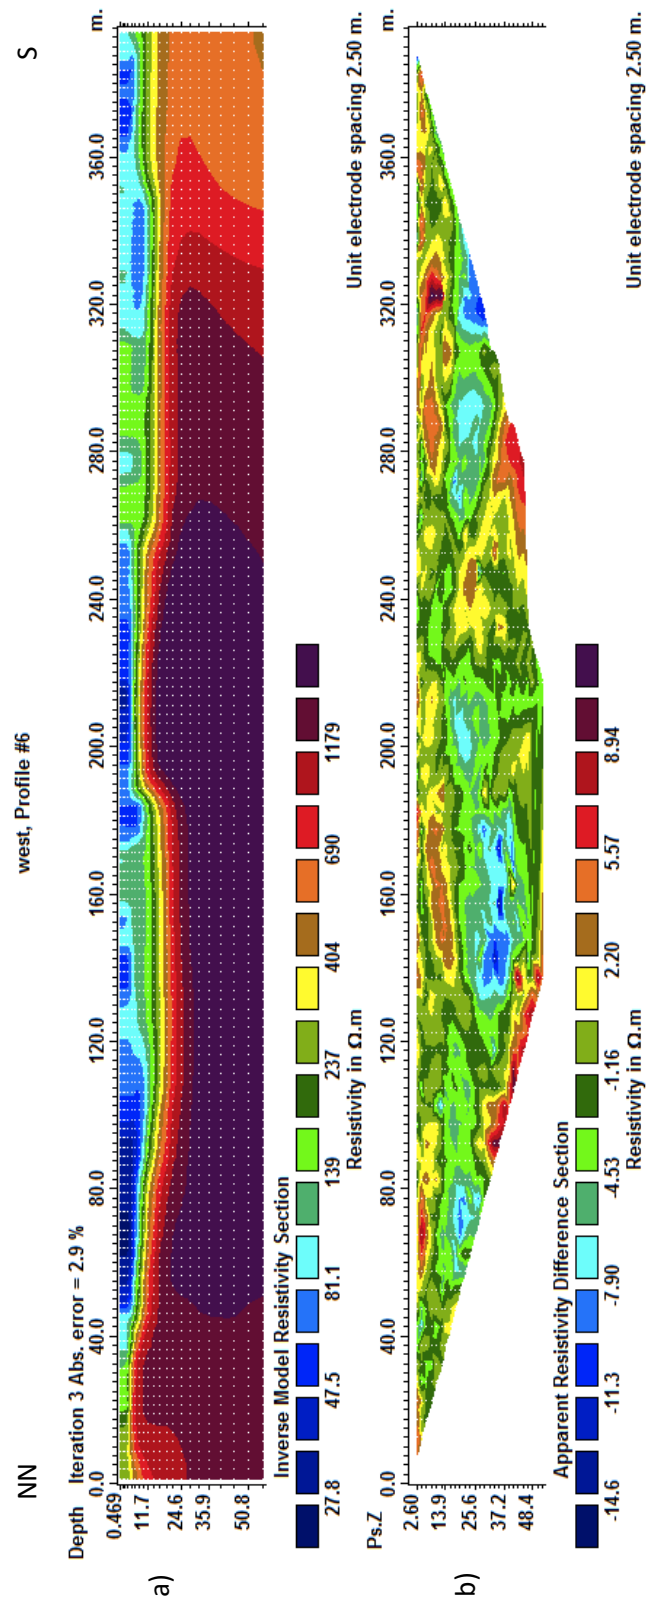 NN S
west, Profile #6
a)
Depth Iteration 3 Abs. error = 2.9 %
0.0 40.0 80.0 120.0 160.0 200.0 240.0 280.0 320.0 360.0 m.
0.469
11.7
24.6
35.9
50.8
Inverse Model Resistivity Section
27.8 47.5 81.1 139 237 404 690 1179
Resistivity in Ω.m
Unit electrode spacing 2.50 m.
b)
Ps.Z
0.0 40.0 80.0 120.0 160.0 200.0 240.0 280.0 320.0 360.0 m.
2.60
13.9
25.6
37.2
48.4
Apparent Resistivity Difference Section
-14.6 -11.3 -7.90 -4.53 -1.16 2.20 5.57 8.94
Resistivity in Ω.m
Unit electrode spacing 2.50 m.